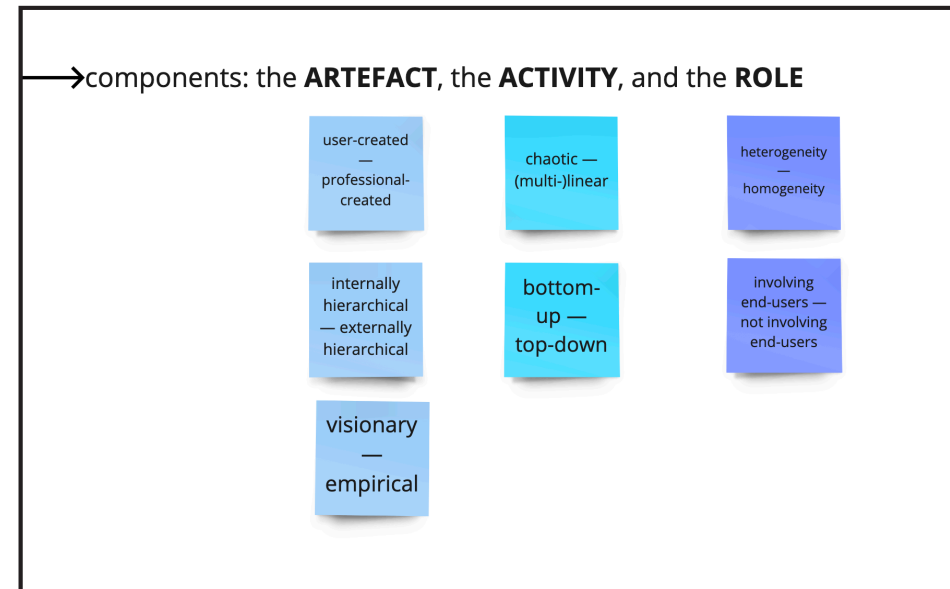 components: the ARTEFACT, the ACTIVITY, and the ROLE
user-created
—
professional-
created
chaotic —
(multi-)linear
heterogeneity
—
homogeneity
internally
hierarchical
— externally
hierarchical
bottom-
up —
top-down
involving
end-users —
not involving
end-users
visionary
—
empirical